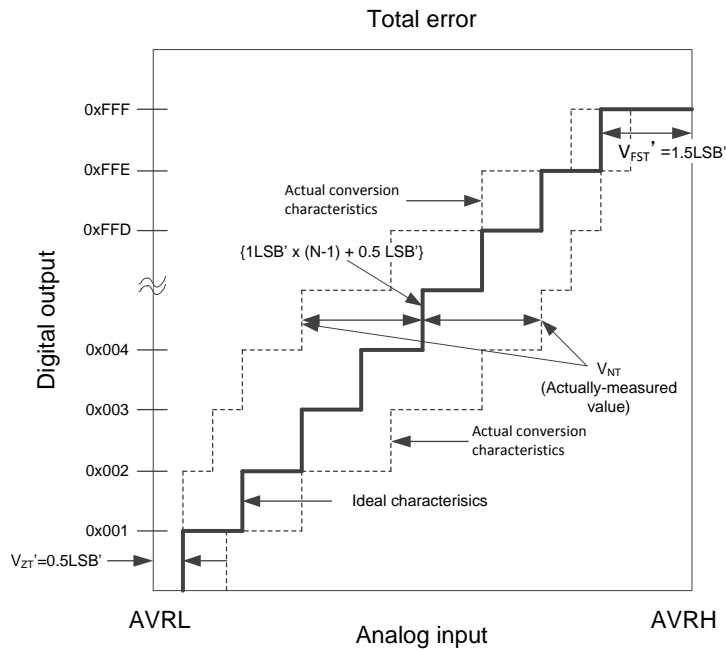 Total error
0xFFF
0xFFE
0xFFD
0x004
0x003
0x002
0x001
Digital output
V_FST' =1.5LSB'
Actual conversion
characteristics
{1LSB' x (N-1) + 0.5 LSB'}
V_NT
(Actually-measured
value)
Actual conversion
characteristics
Ideal characterisics
V_ZT'=0.5LSB'
AVRL
AVRH
Analog input